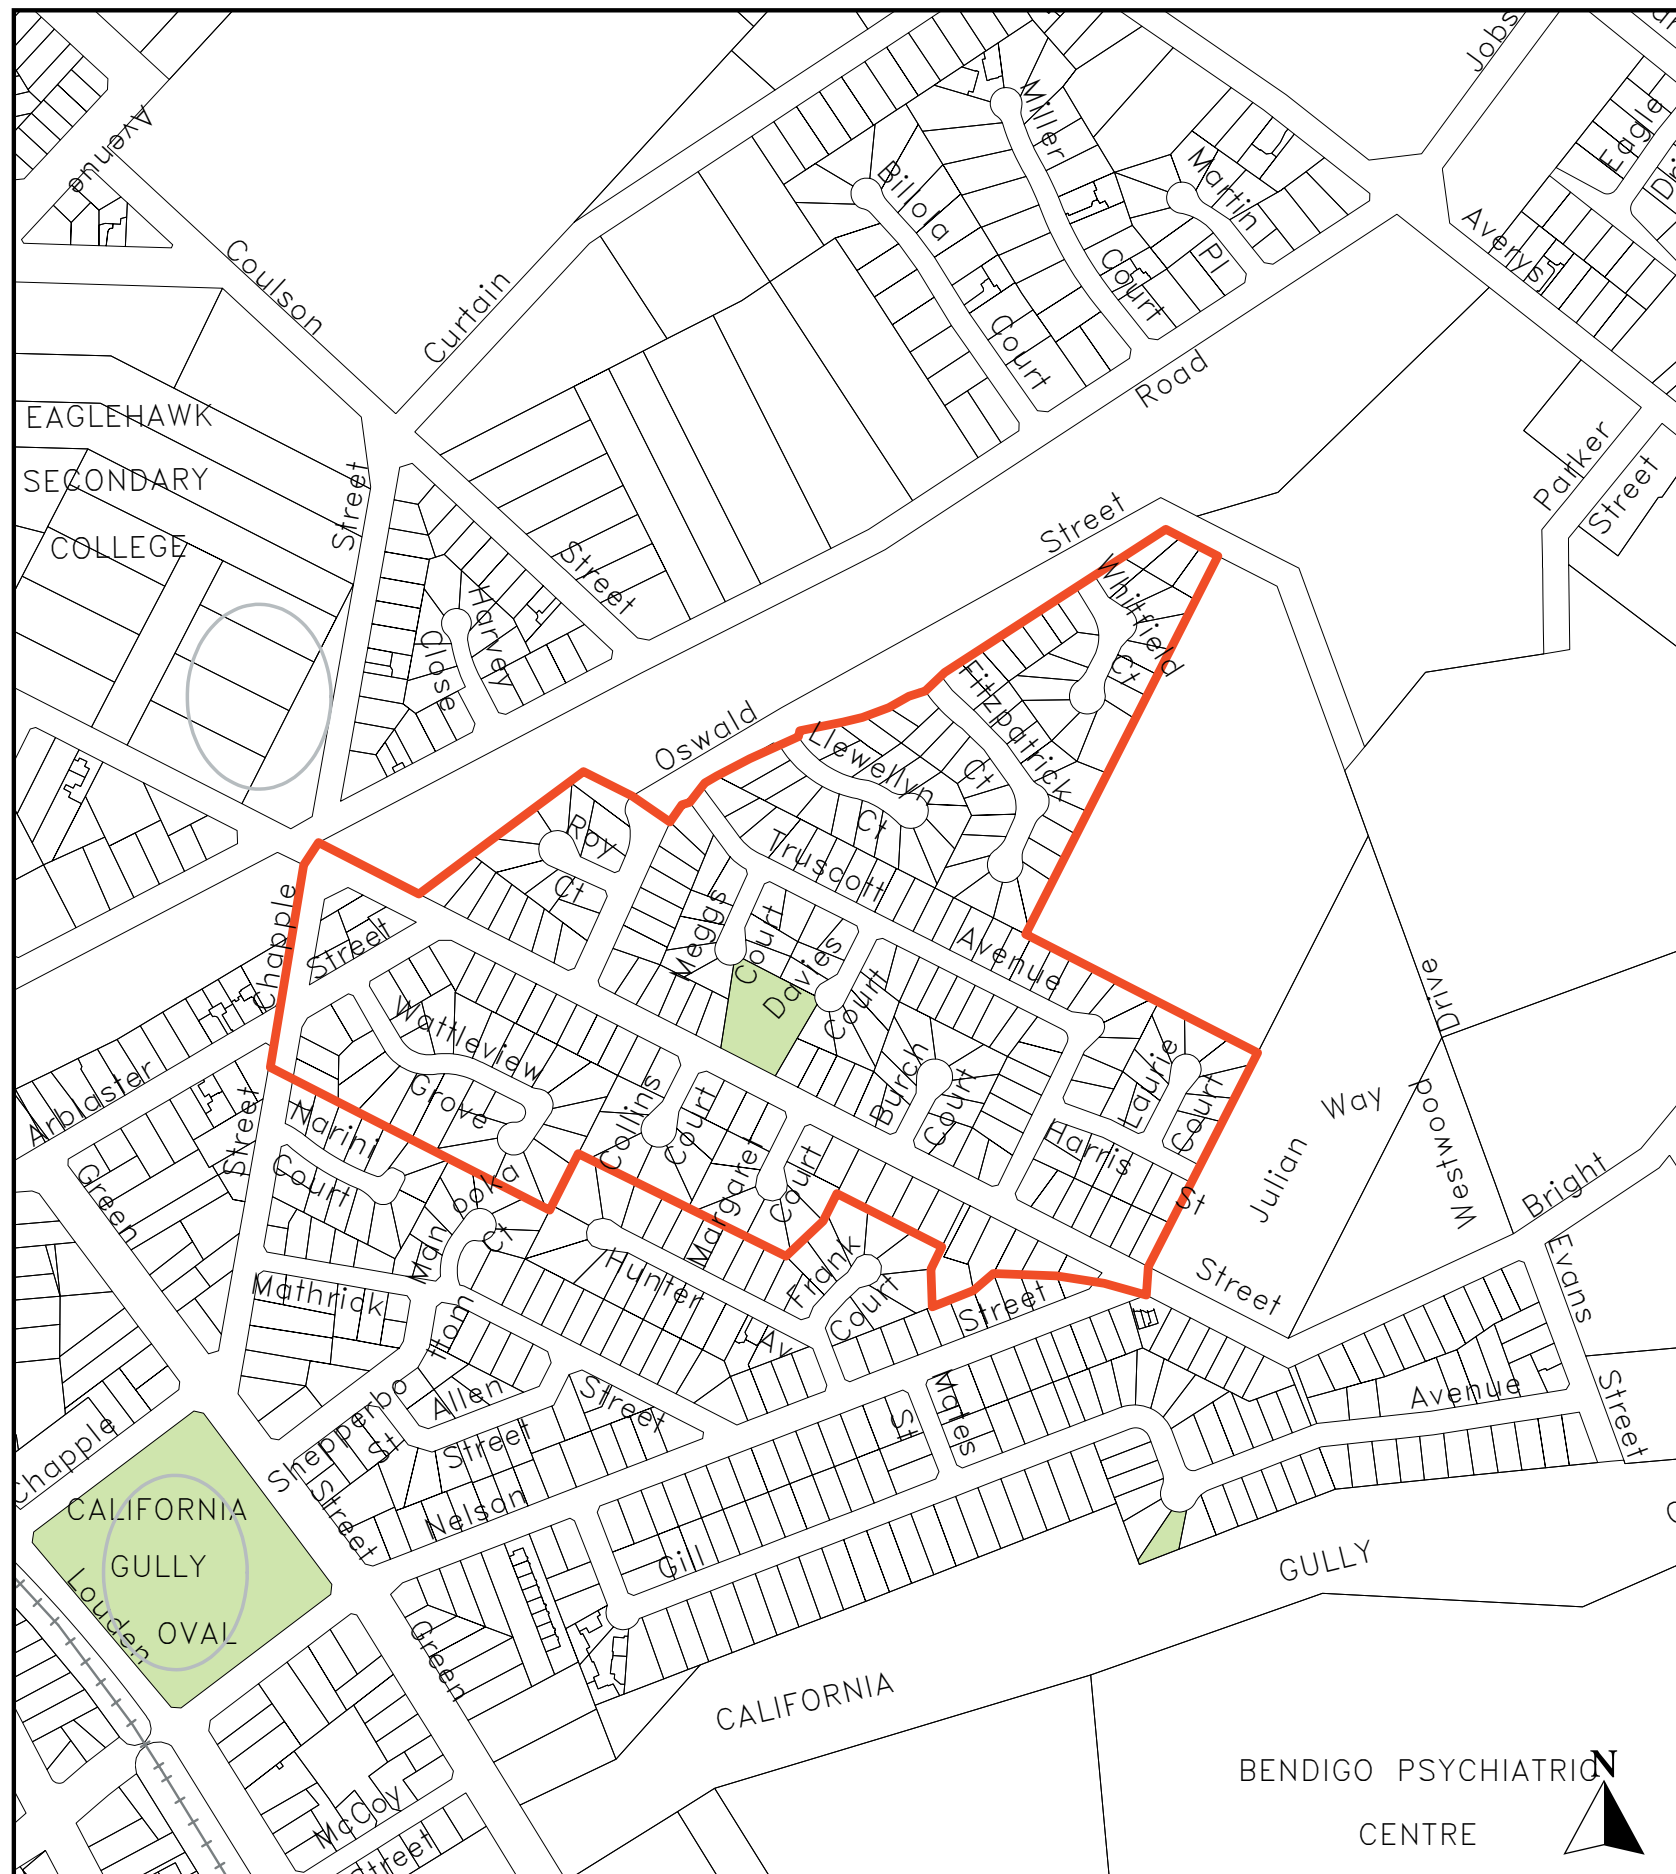 Jobs
Eagle
Avenue
Miller
Martin
Pl
Billola
Court
Court
Averys
Coulson
Curtain
Road
EAGLEHAWK
SECONDARY
COLLEGE
Street
Street
Harvey
Close
Street
Parker
Street
Whitfield
Ct
Fitzpatrick
Ct
Oswald
Llewellyn
Ct
Roy
Ct
Truscott
Avenue
Meggs
Court
Davies
Court
Chapple
Street
Street
Wattleview
Grove
Burch
Court
Laurie
Court
Harris
St
Collins
Court
Margaret
Court
Arblaster
Narihi
Court
Green
Julian
Way
Westwood
Drive
Bright
Street
Evans
Street
Ct
Hunter
Av
Frank
Court
Street
Mathrick
Allen
Street
Street
Males
St
Avenue
Chapple
St
Street
Nelson
Gill
CALIFORNIA
GULLY
OVAL
Louden
Green
GULLY
CALIFORNIA
McCoy
Street
BENDIGO PSYCHIATRIC
CENTRE
N